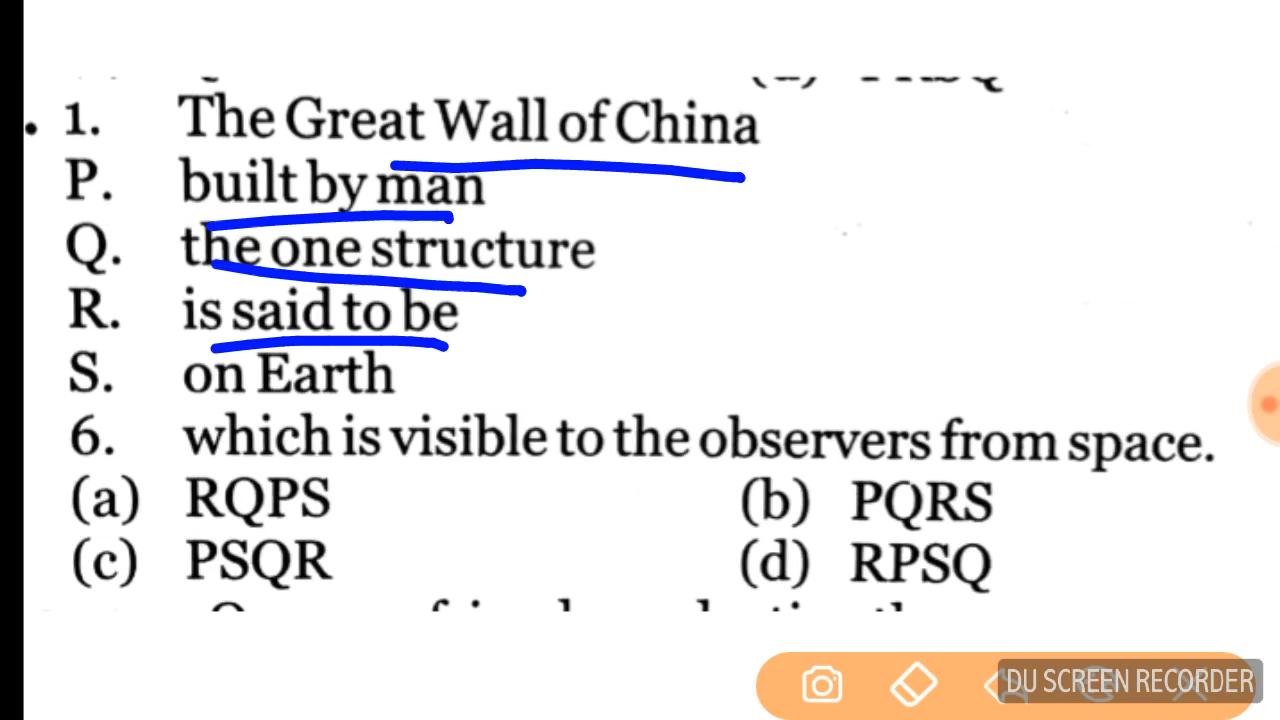 . 1. The Great Wall of China
P. built by man
Q. the one structure
R. is said to be
S. on Earth
6. which is visible to the observers from space.
(a) RQPS (b) PQRS
(c) PSQR (d) RPSQ
DU SCREEN RECORDER